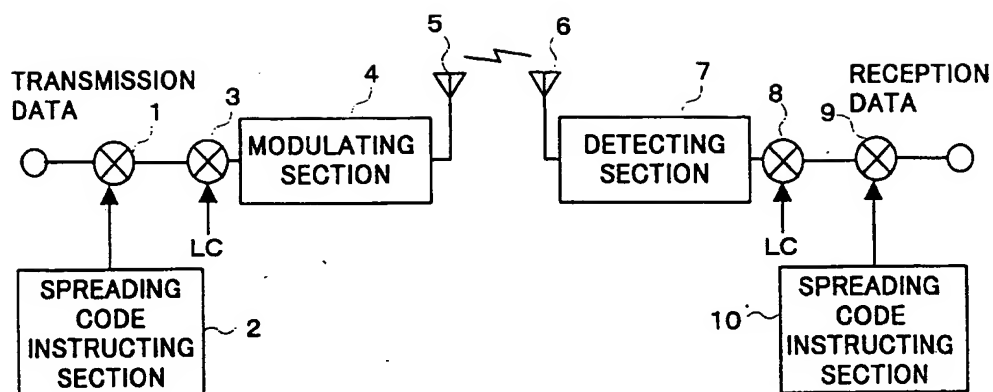 5
6
TRANSMISSION
DATA
1
3
4
7
8
RECEPTION
DATA
9
MODULATING
SECTION
DETECTING
SECTION
LC
LC
SPREADING
CODE
INSTRUCTING
SECTION
2
10
SPREADING
CODE
INSTRUCTING
SECTION